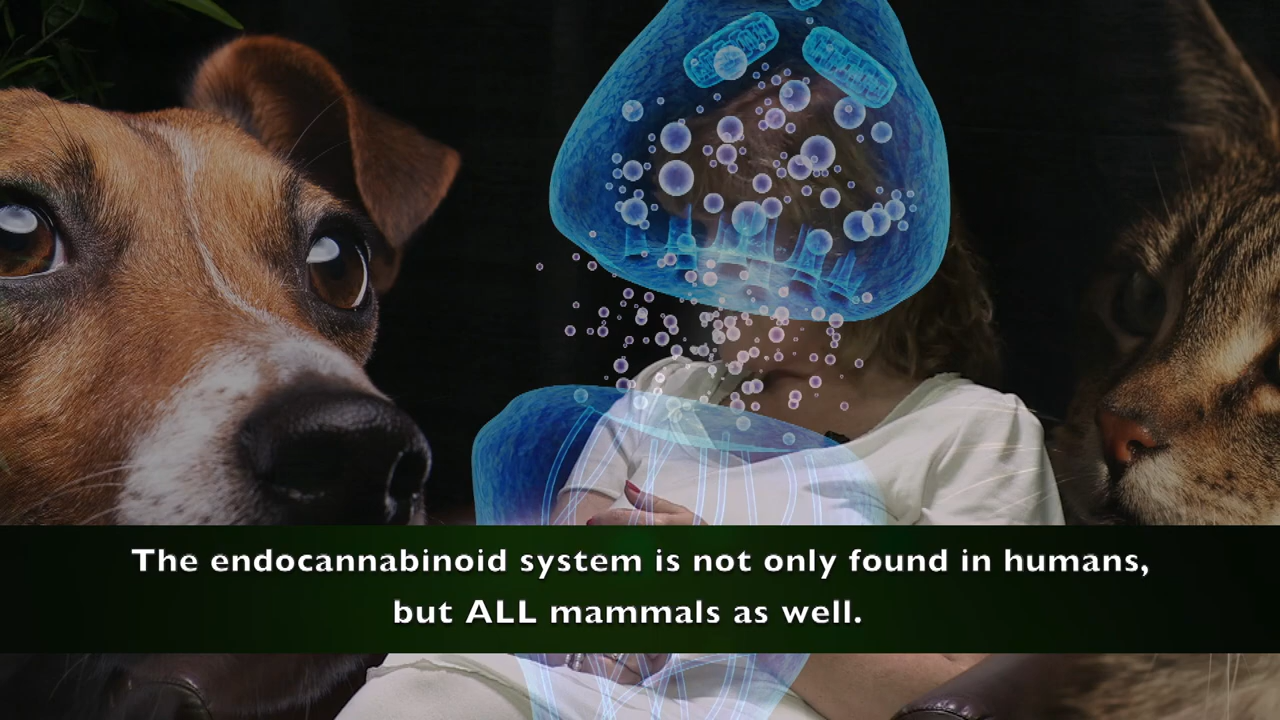 The endocannabinoid system is not only found in humans,
but ALL mammals as well.